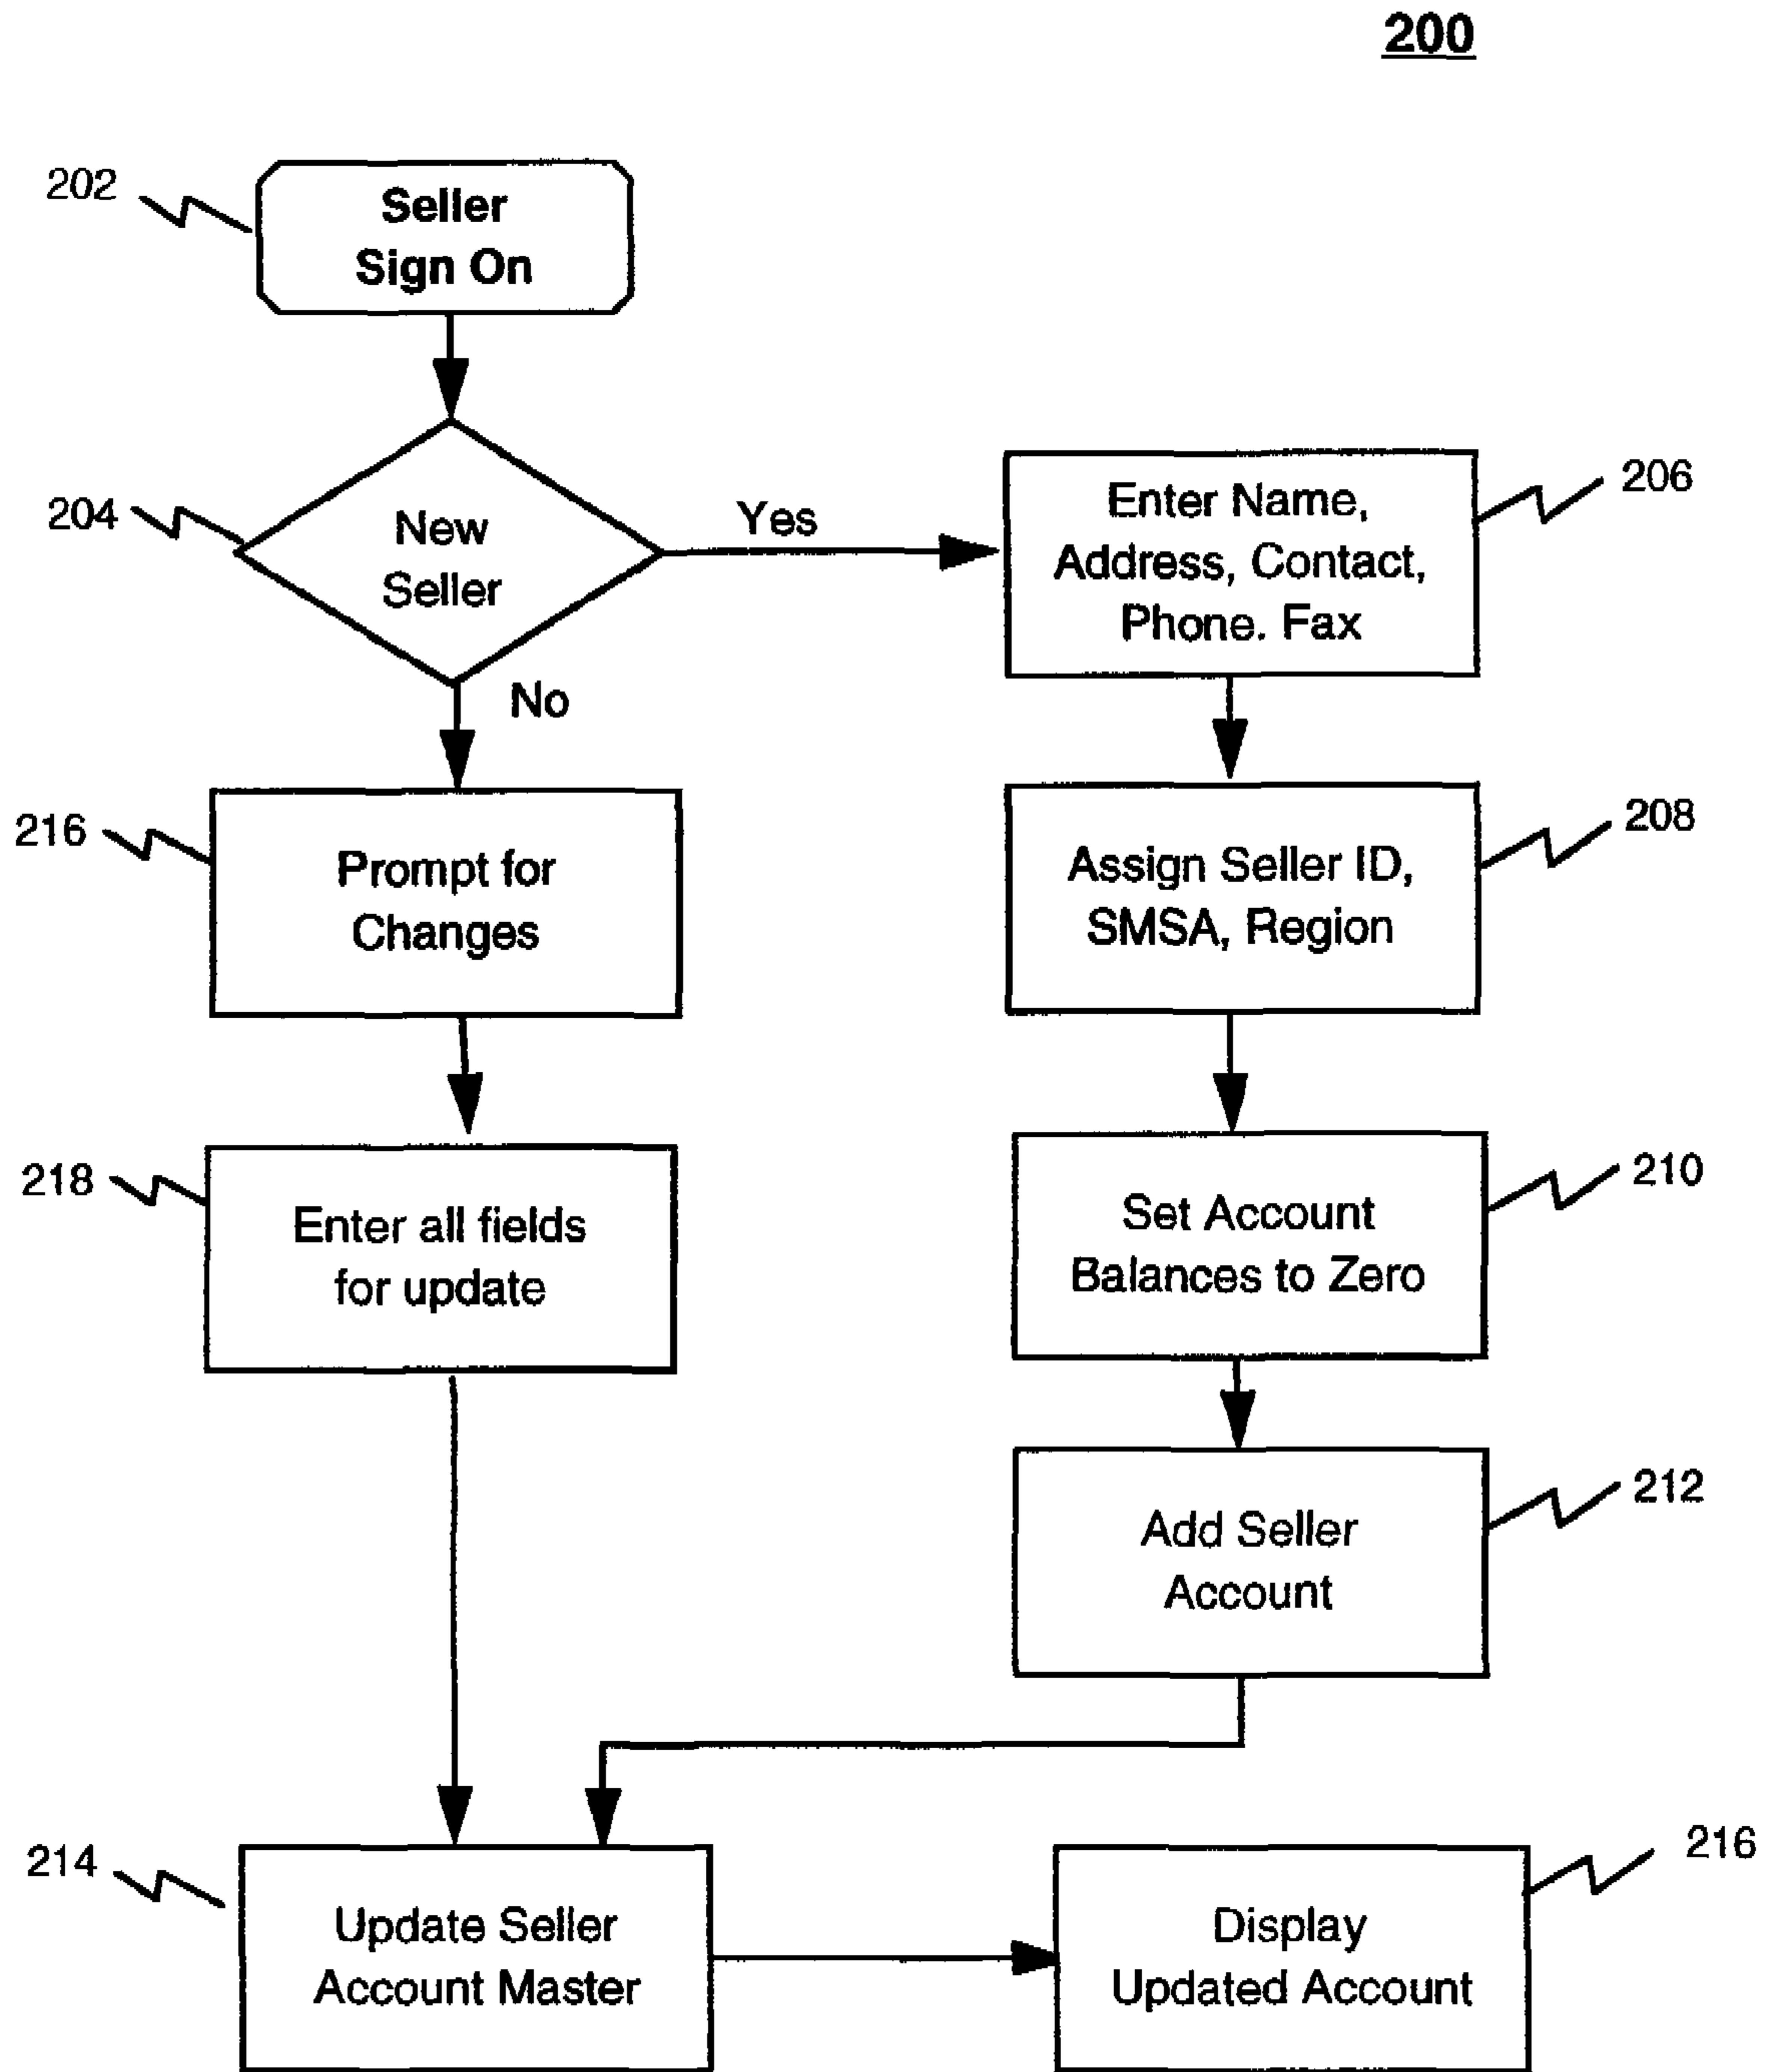 200
202
Seller
Sign On
204
New
Seller
Yes
No
206
Enter Name,
Address, Contact,
Phone. Fax
216
Prompt for
Changes
208
Assign Seller ID,
SMSA, Region
218
Enter all fields
for update
210
Set Account
Balances to Zero
212
Add Seller
Account
214
Update Seller
Account Master
216
Display
Updated Account